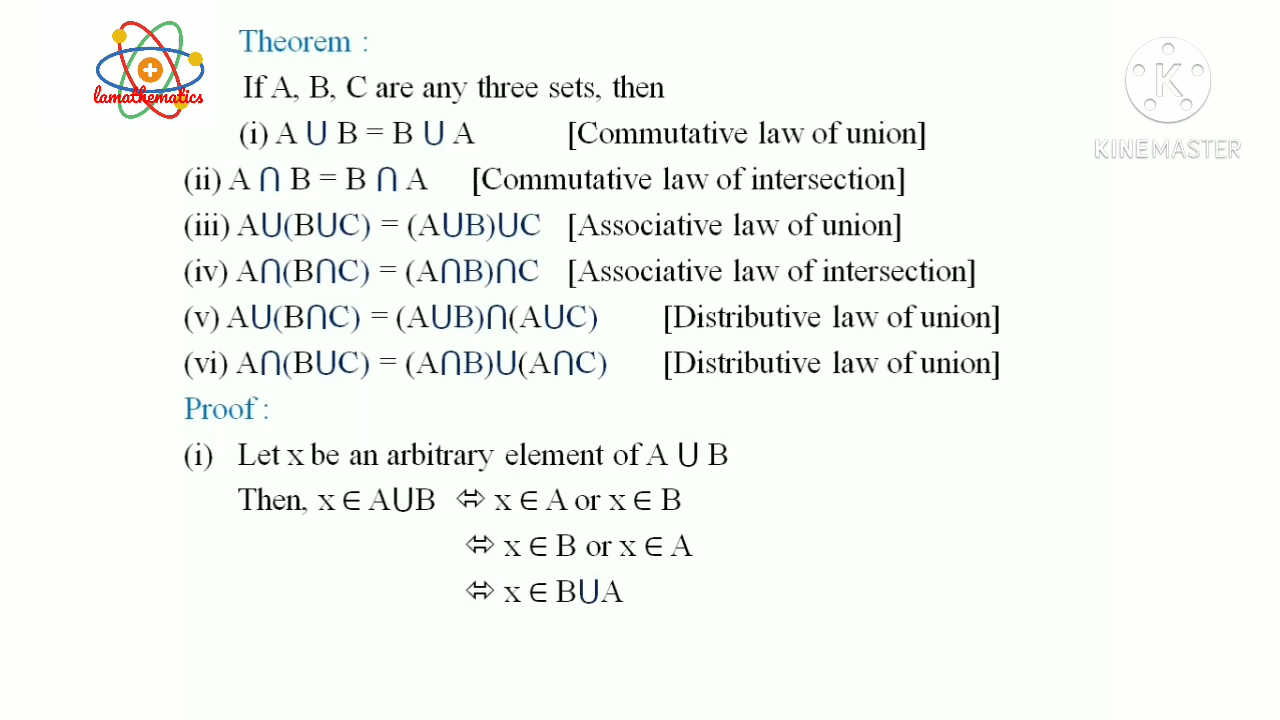 Theorem :
lamathematics
If A, B, C are any three sets, then
(i) A ⋃ B = B ⋃ A [Commutative law of union]
KINEMASTER
(ii) A ⋂ B = B ⋂ A [Commutative law of intersection]
(iii) A⋃(B⋃C) = (A⋃B)⋃C [Associative law of union]
(iv) A⋂(B⋂C) = (A⋂B)⋂C [Associative law of intersection]
(v) A⋃(B⋂C) = (A⋃B)⋂(A⋃C) [Distributive law of union]
(vi) A⋂(B⋃C) = (A⋂B)⋃(A⋂C) [Distributive law of union]
Proof :
(i) Let x be an arbitrary element of A ⋃ B
Then, x ∈ A⋃B ⬄ x ∈ A or x ∈ B
⬄ x ∈ B or x ∈ A
⬄ x ∈ B⋃A